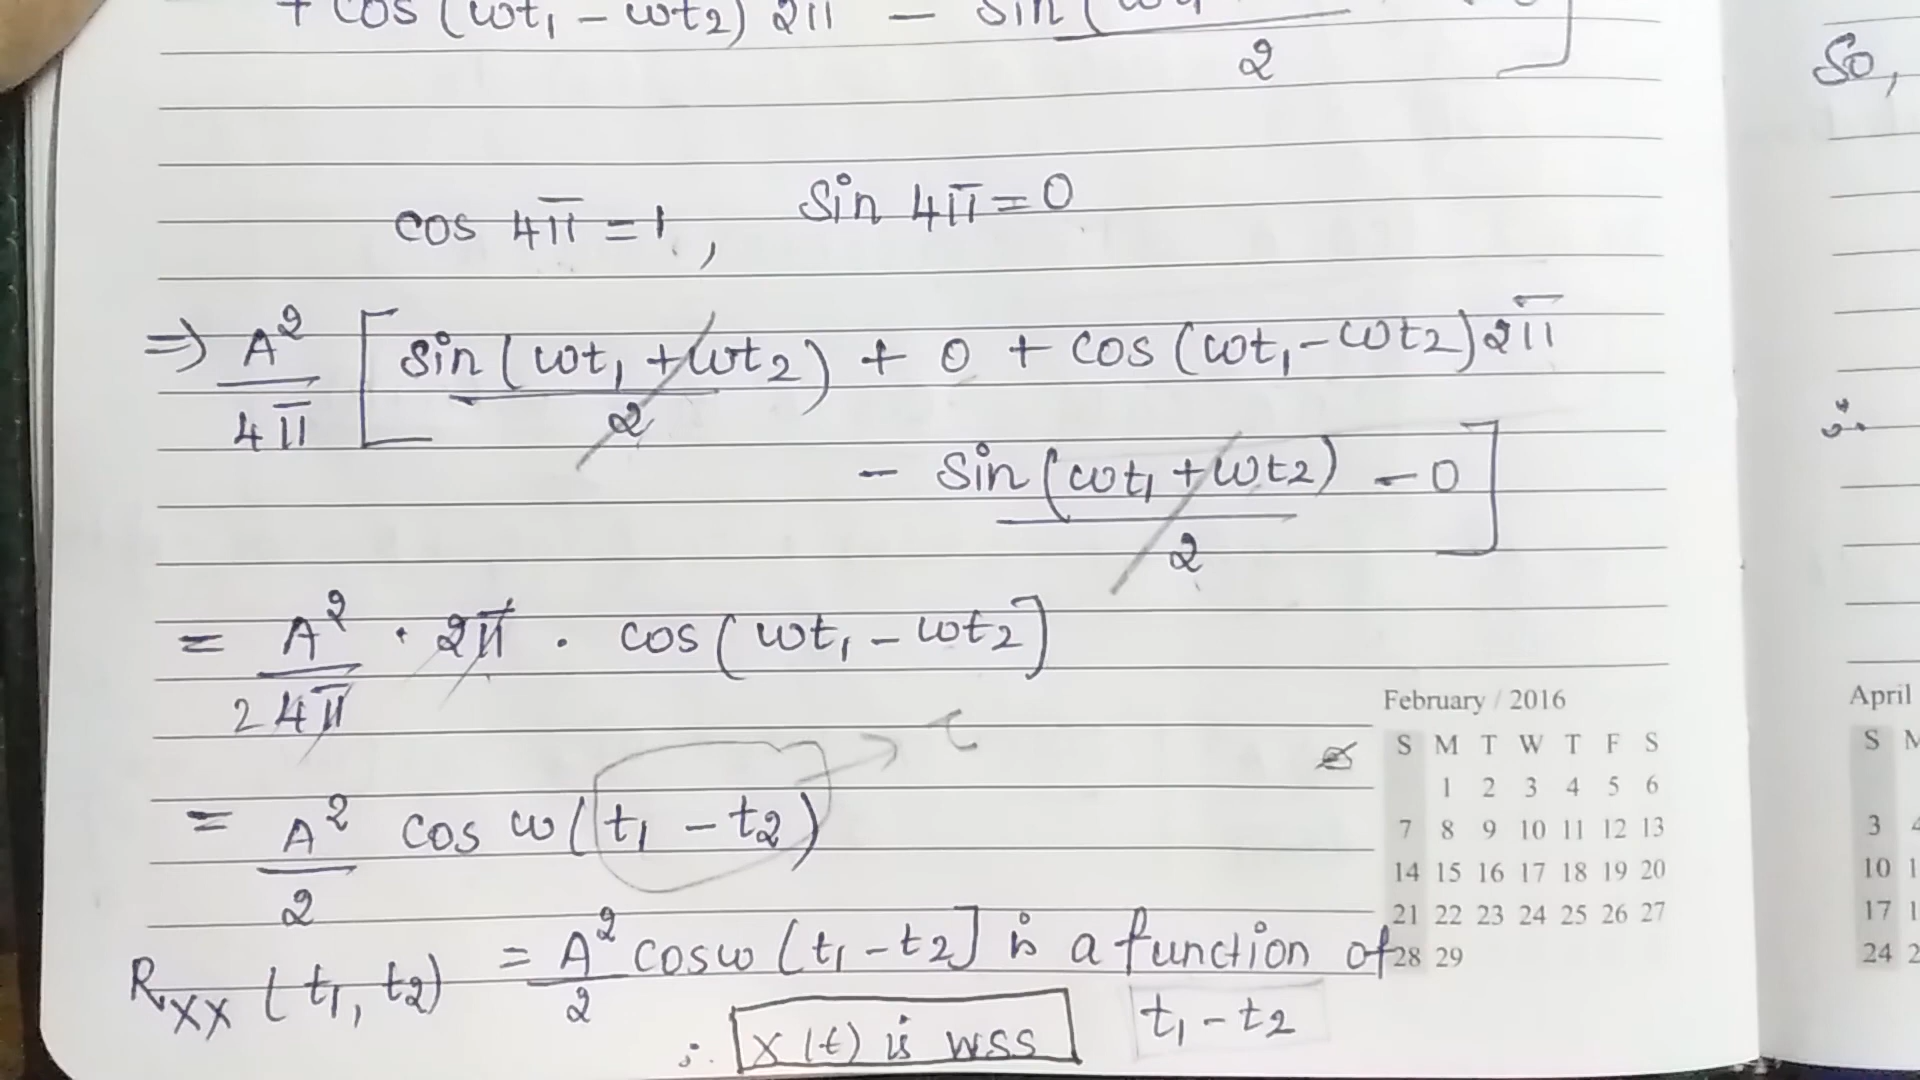 + cos (ωt1 - ωt2) 2π - sin (
2
cos 4π = 1, sin 4π = 0
⇒ A²/4π [ sin (ωt1 + ωt2)/2 + 0 + cos (ωt1 - ωt2) 2π
- sin (ωt1 + ωt2)/2 - 0 ]
= A²/2 4π · 2π · cos (ωt1 - ωt2)
τ
= A²/2 cos ω (t1 - t2)
Rxx (t1, t2) = A²/2 cos ω (t1 - t2) is a function of
t1 - t2
∴ X(t) is WSS
February / 2016
S M T W T F S
1 2 3 4 5 6
7 8 9 10 11 12 13
14 15 16 17 18 19 20
21 22 23 24 25 26 27
28 29
So,
∴
April
S
3
10
17
24